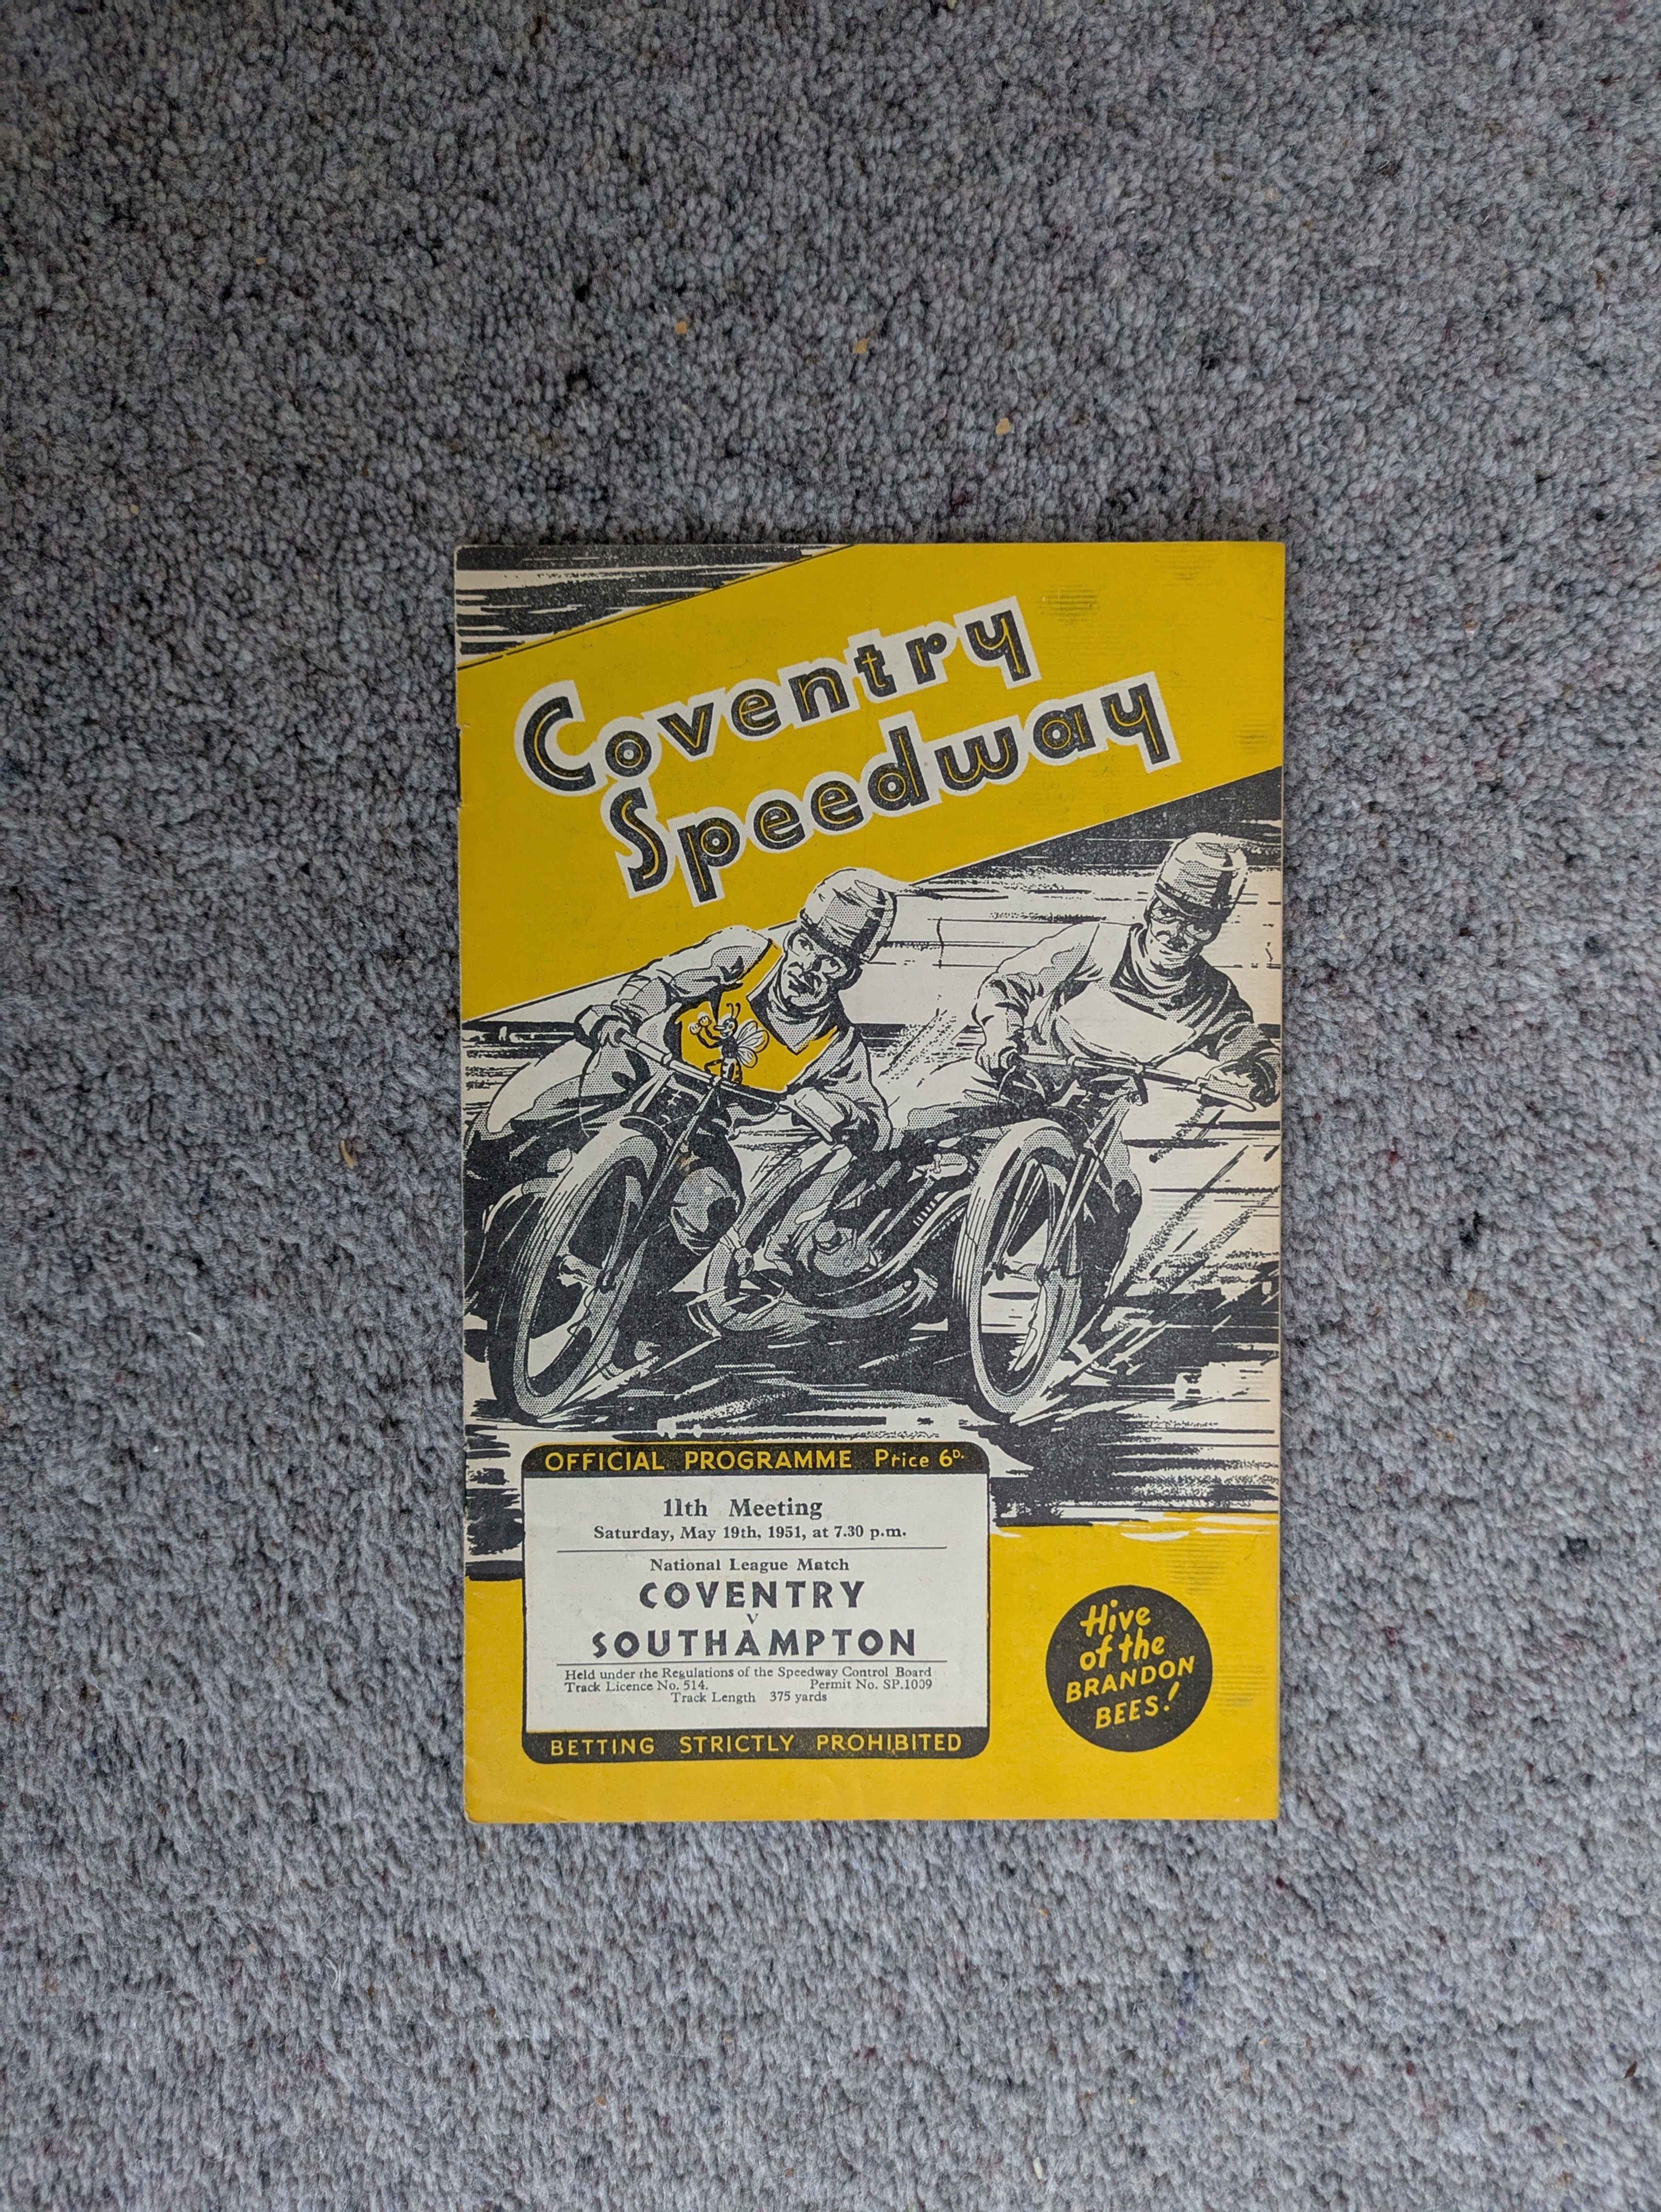 Coventry
Speedway
OFFICIAL PROGRAMME Price 6D.
11th Meeting
Saturday, May 19th, 1951, at 7.30 p.m.
National League Match
COVENTRY
v
SOUTHAMPTON
Held under the Regulations of the Speedway Control Board
Track Licence No. 514. Permit No. SP.1009
Track Length 375 yards
BETTING STRICTLY PROHIBITED
Hive
of the
BRANDON
BEES!